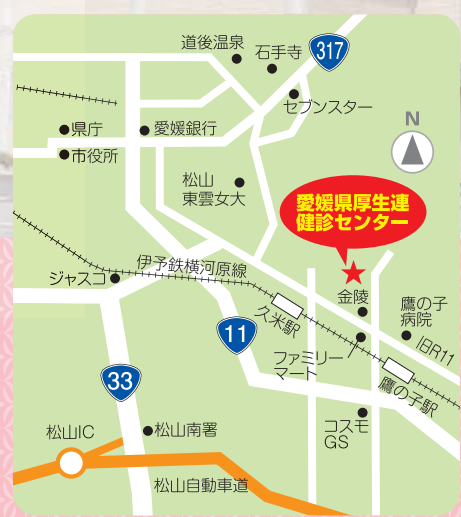 道後温泉
石手寺
317
セブンスター
県庁
愛媛銀行
市役所
N
松山
東雲女大
愛媛県厚生連
健診センター
伊予鉄横河原線
ジャスコ
金陵
久米駅
鷹の子
病院
11
旧R11
ファミリー
マート
33
鷹の子駅
コスモ
GS
松山IC
松山南署
松山自動車道